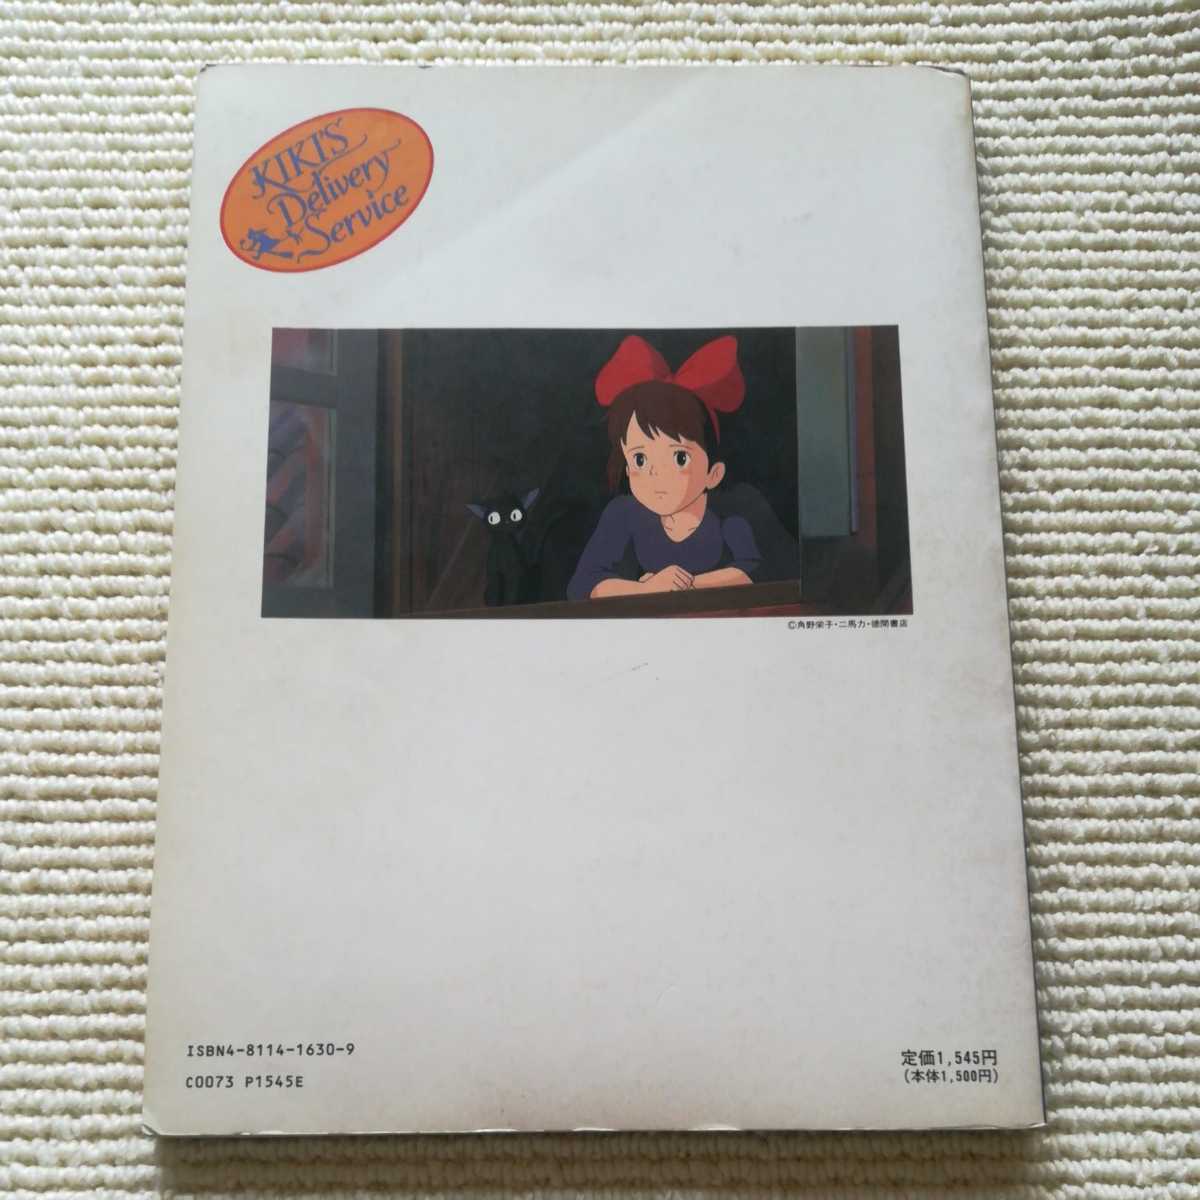 KIKI'S
Delivery
Service
©角野栄子・二馬力・徳間書店
ISBN4-8114-1630-9
C0073 P1545E
定価1,545円
(本体1,500円)